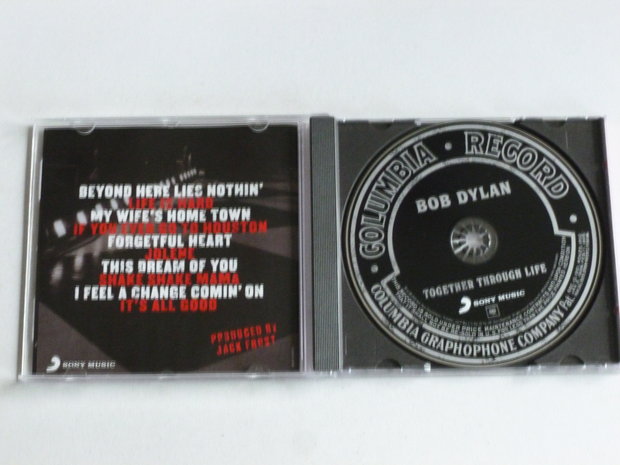 BEYOND HERE LIES NOTHIN'
LIFE IS HARD
MY WIFE'S HOME TOWN
IF YOU EVER GO TO HOUSTON
FORGETFUL HEART
JOLENE
THIS DREAM OF YOU
SHAKE SHAKE MAMA
I FEEL A CHANGE COMIN' ON
IT'S ALL GOOD
PRODUCED BY
JACK FROST
SONY MUSIC
COLUMBIA • RECORD
BOB DYLAN
TOGETHER THROUGH LIFE
SONY MUSIC
COLUMBIA GRAPHOPHONE COMPANY